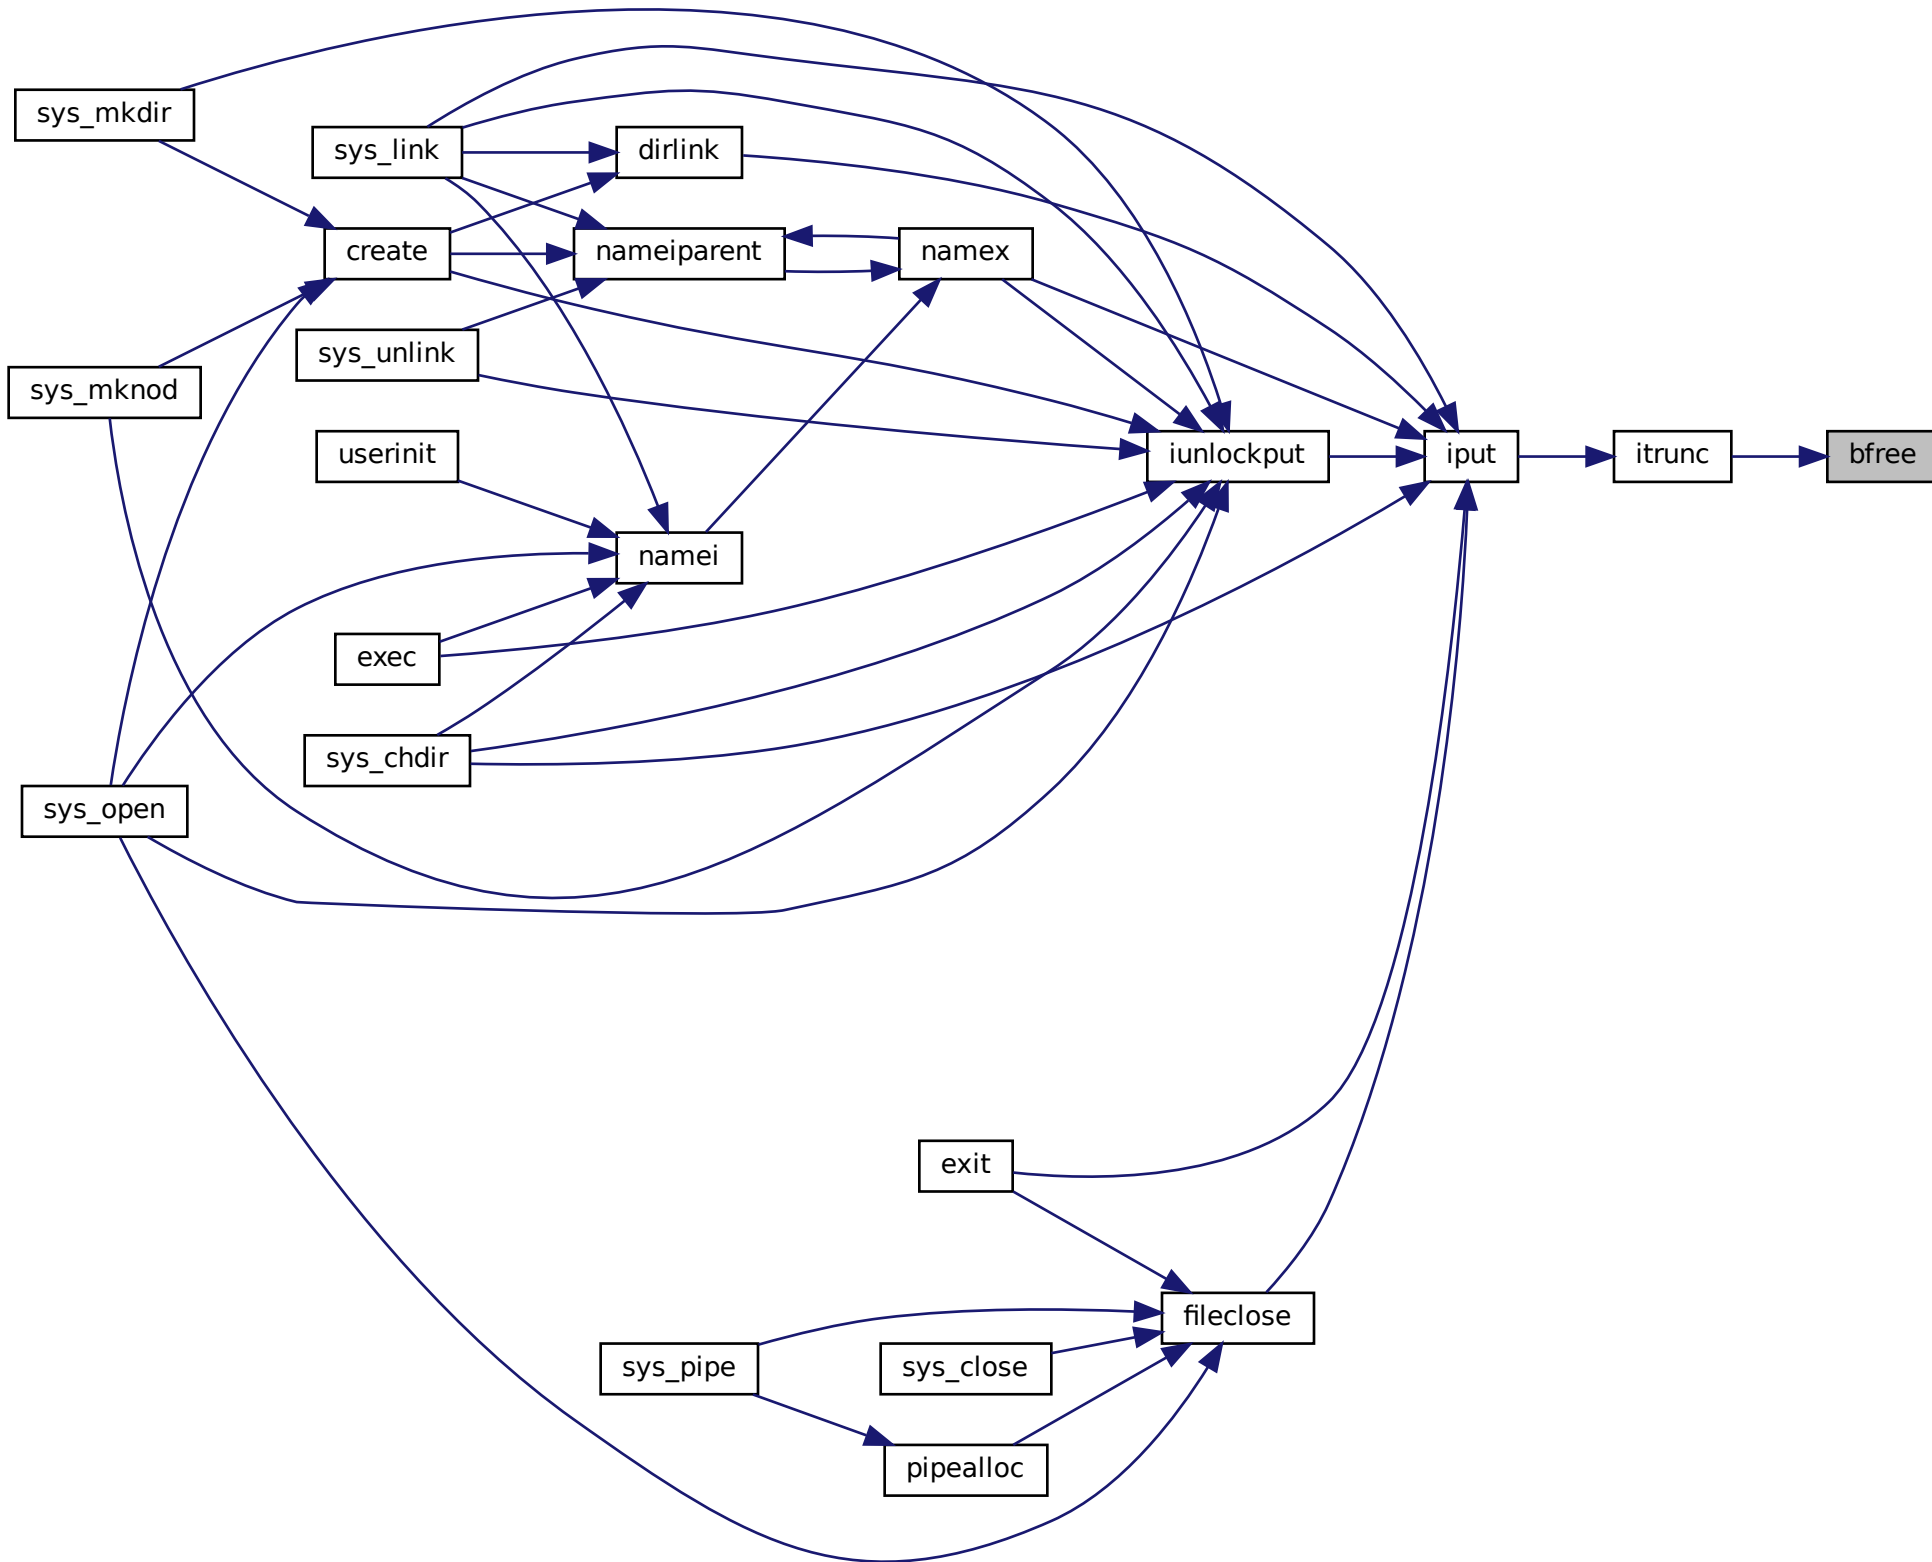 sys_mkdir
sys_link
dirlink
create
nameiparent
namex
sys_unlink
sys_mknod
userinit
iunlockput
iput
itrunc
bfree
namei
exec
sys_chdir
sys_open
exit
fileclose
sys_pipe
sys_close
pipealloc